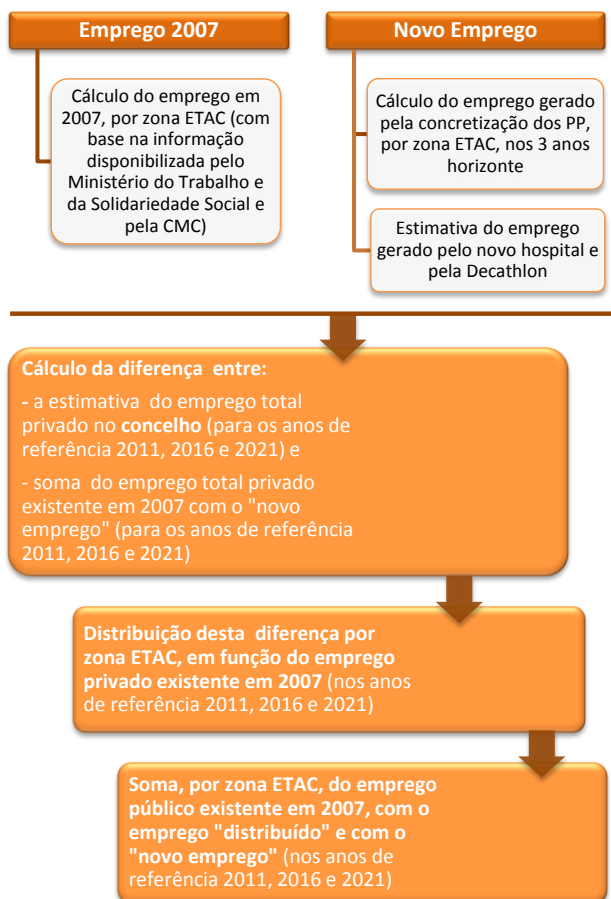 Emprego 2007
Cálculo do emprego em
2007, por zona ETAC (com
base na informação
disponibilizada pelo
Ministério do Trabalho e
da Solidariedade Social e
pela CMC)
Novo Emprego
Cálculo do emprego gerado
pela concretização dos PP,
por zona ETAC, nos 3 anos
horizonte
Estimativa do emprego
gerado pelo novo hospital e
pela Decathlon
Cálculo da diferença entre:
- a estimativa do emprego total
privado no concelho (para os anos de
referência 2011, 2016 e 2021) e
- soma do emprego total privado
existente em 2007 com o "novo
emprego" (para os anos de referência
2011, 2016 e 2021)
Distribuição desta diferença por
zona ETAC, em função do emprego
privado existente em 2007 (nos anos
de referência 2011, 2016 e 2021)
Soma, por zona ETAC, do emprego
público existente em 2007, com o
emprego "distribuído" e com o
"novo emprego" (nos anos de
referência 2011, 2016 e 2021)